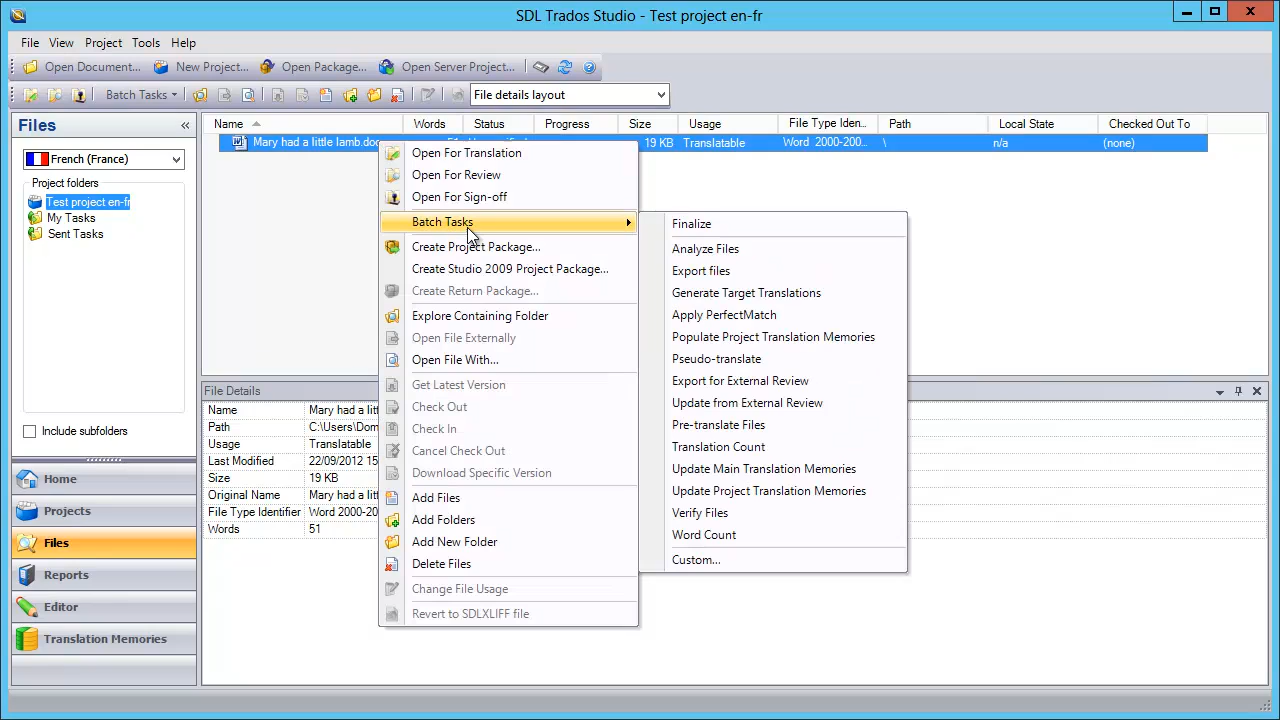 SDL Trados Studio - Test project en-fr
File View Project Tools Help
Open Document... New Project... Open Package... Open Server Project...
Batch Tasks File details layout
Files «
French (France)
Project folders
Test project en-fr
My Tasks
Sent Tasks
Include subfolders
Home
Projects
Files
Reports
Editor
Translation Memories
Name Words Status Progress Size Usage File Type Iden... Path Local State Checked Out To
Mary had a little lamb.doc 19 KB Translatable Word 2000-200... \ n/a (none)
Open For Translation
Open For Review
Open For Sign-off
Batch Tasks
Create Project Package...
Create Studio 2009 Project Package...
Create Return Package...
Explore Containing Folder
Open File Externally
Open File With...
Get Latest Version
Check Out
Check In
Cancel Check Out
Download Specific Version
Add Files
Add Folders
Add New Folder
Delete Files
Change File Usage
Revert to SDLXLIFF file
Finalize
Analyze Files
Export files
Generate Target Translations
Apply PerfectMatch
Populate Project Translation Memories
Pseudo-translate
Export for External Review
Update from External Review
Pre-translate Files
Translation Count
Update Main Translation Memories
Update Project Translation Memories
Verify Files
Word Count
Custom...
File Details
Name Mary had a litt
Path C:\Users\Dom
Usage Translatable
Last Modified 22/09/2012 15
Size 19 KB
Original Name Mary had a litt
File Type Identifier Word 2000-200
Words 51